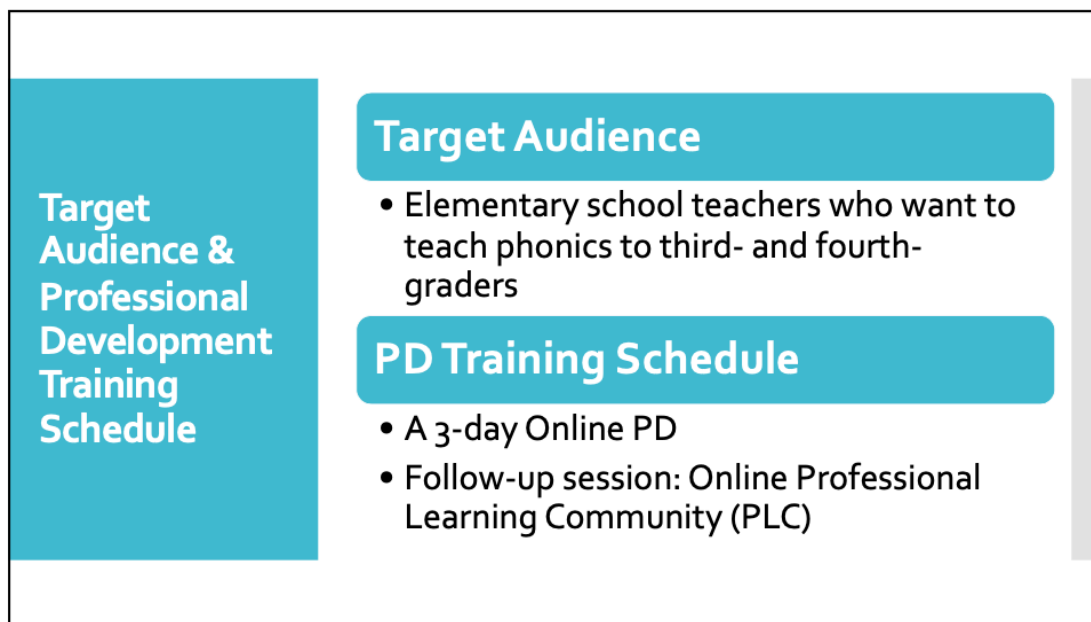 Target
Audience &
Professional
Development
Training
Schedule
Target Audience
• Elementary school teachers who want to
teach phonics to third- and fourth-
graders
PD Training Schedule
• A 3-day Online PD
• Follow-up session: Online Professional
Learning Community (PLC)